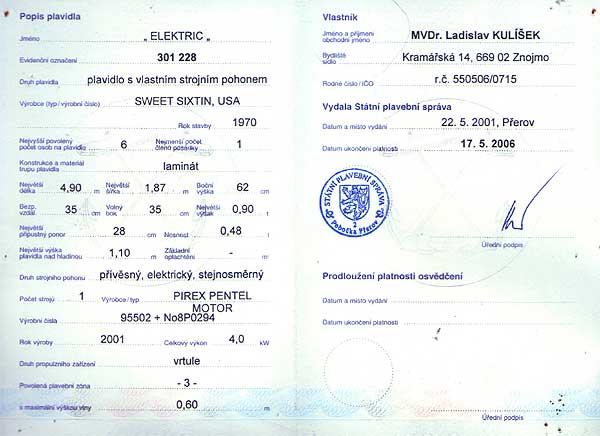 Popis plavidla
Jméno „ ELEKTRIC „
Evidenční označení 301 228
Druh plavidla plavidlo s vlastním strojním pohonem
Výrobce (typ / výrobní číslo) SWEET SIXTIN, USA
Rok stavby 1970
Nejvyšší povolený počet osob na plavidle 6 Nejmenší počet členů posádky 1
Konstrukce a materiál trupu plavidla laminát
Největší délka 4,90 m Největší šířka 1,87 m Boční výška 62 cm
Bezp. vzdál. 35 cm Volný bok 35 cm Největší výtlak 0,90 t
Největší přípustný ponor 28 cm Nosnost 0,48 t
Největší výška plavidla nad hladinou 1,10 m Základní oplachtění - m
Druh strojního pohonu přívěsný, elektrický, stejnosměrný
Počet strojů 1 Výrobce/typ PIREX PENTEL MOTOR
Výrobní čísla 95502 + No8P0294
Rok výroby 2001 Celkový výkon 4,0 kW
Druh propulzního zařízení vrtule
Povolená plavební zóna - 3 -
s maximální výškou vlny 0,60 m
Vlastník
Jméno a příjmení obchodní jméno MVDr. Ladislav KULÍŠEK
Bydliště sídlo Kramářská 14, 669 02 Znojmo
Rodné číslo / IČO r.č. 550506/0715
Vydala Státní plavební správa
Datum a místo vydání 22. 5. 2001, Přerov
Datum ukončení platnosti 17. 5. 2006
STÁTNÍ PLAVEBNÍ SPRÁVA
2
Pobočka Přerov
Úřední podpis
Prodloužení platnosti osvědčení
Datum a místo vydání
Datum ukončení platnosti
Úřední podpis